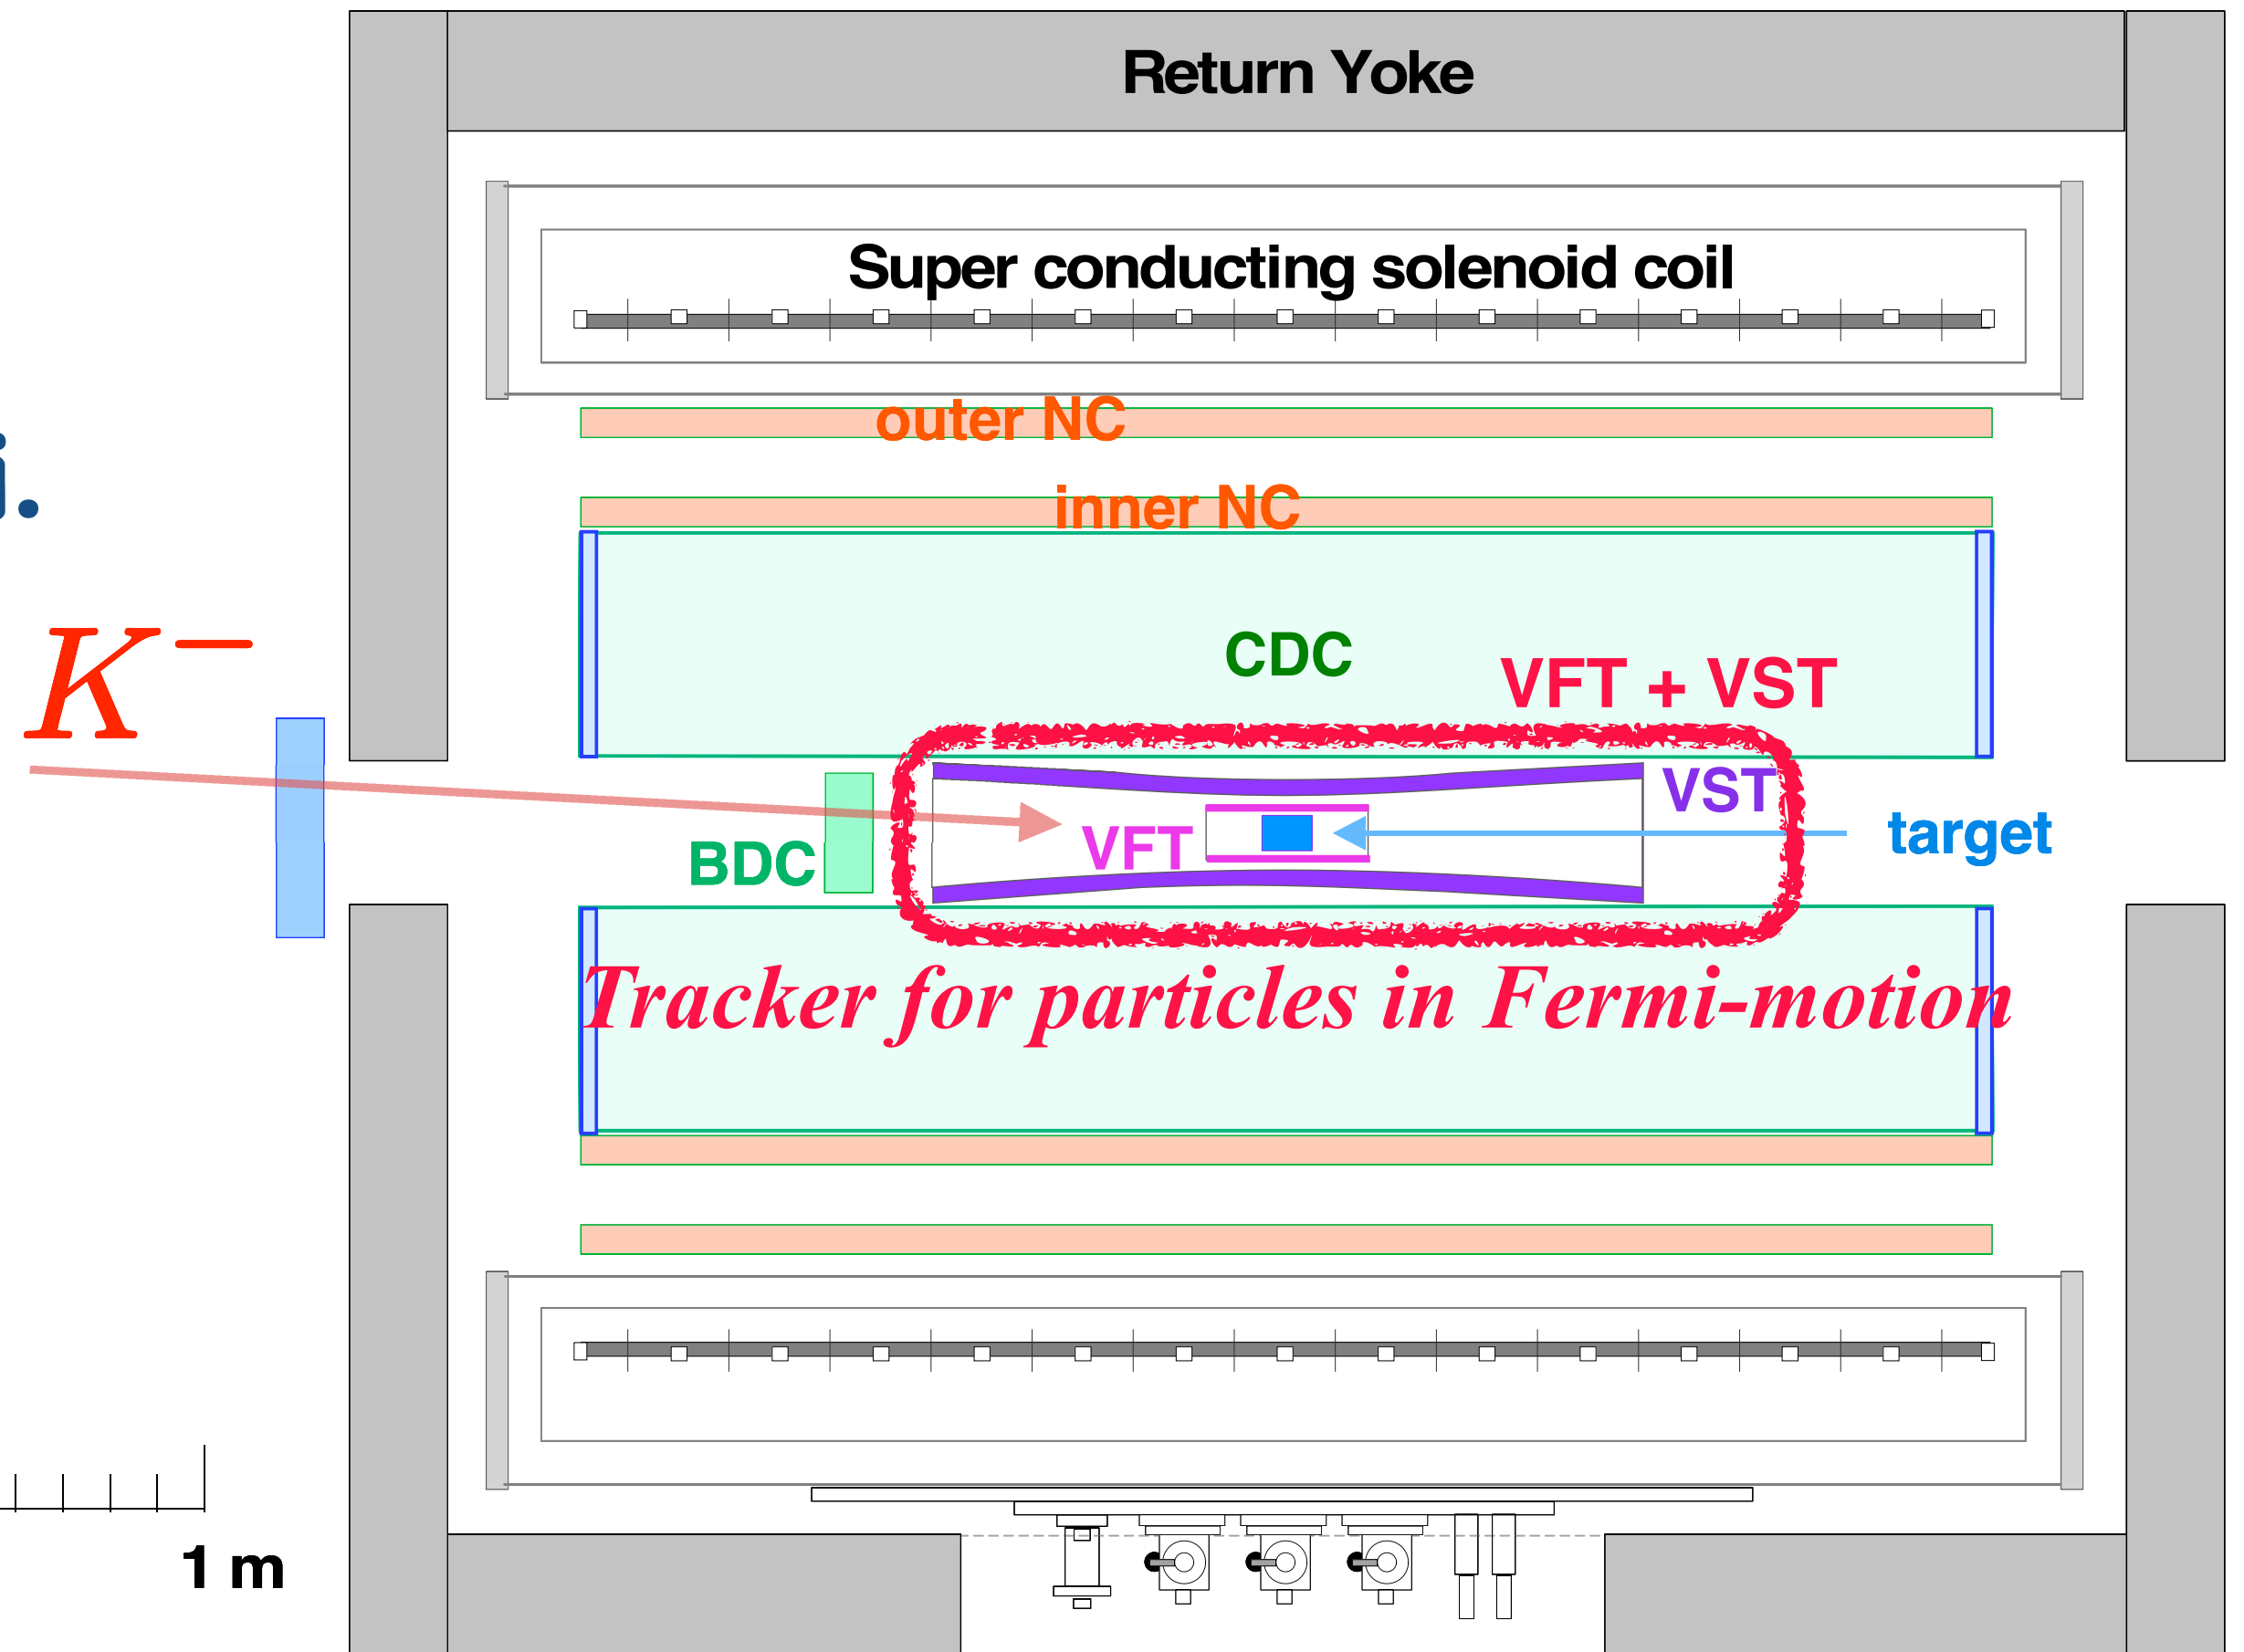 Return Yoke
Super conducting solenoid coil
outer NC
inner NC
K⁻
CDC
VFT + VST
VST
VFT
target
BDC
Tracker for particles in Fermi-motion
1 m